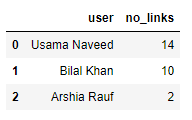 user no_links
0 Usama Naveed 14
1 Bilal Khan 10
2 Arshia Rauf 2